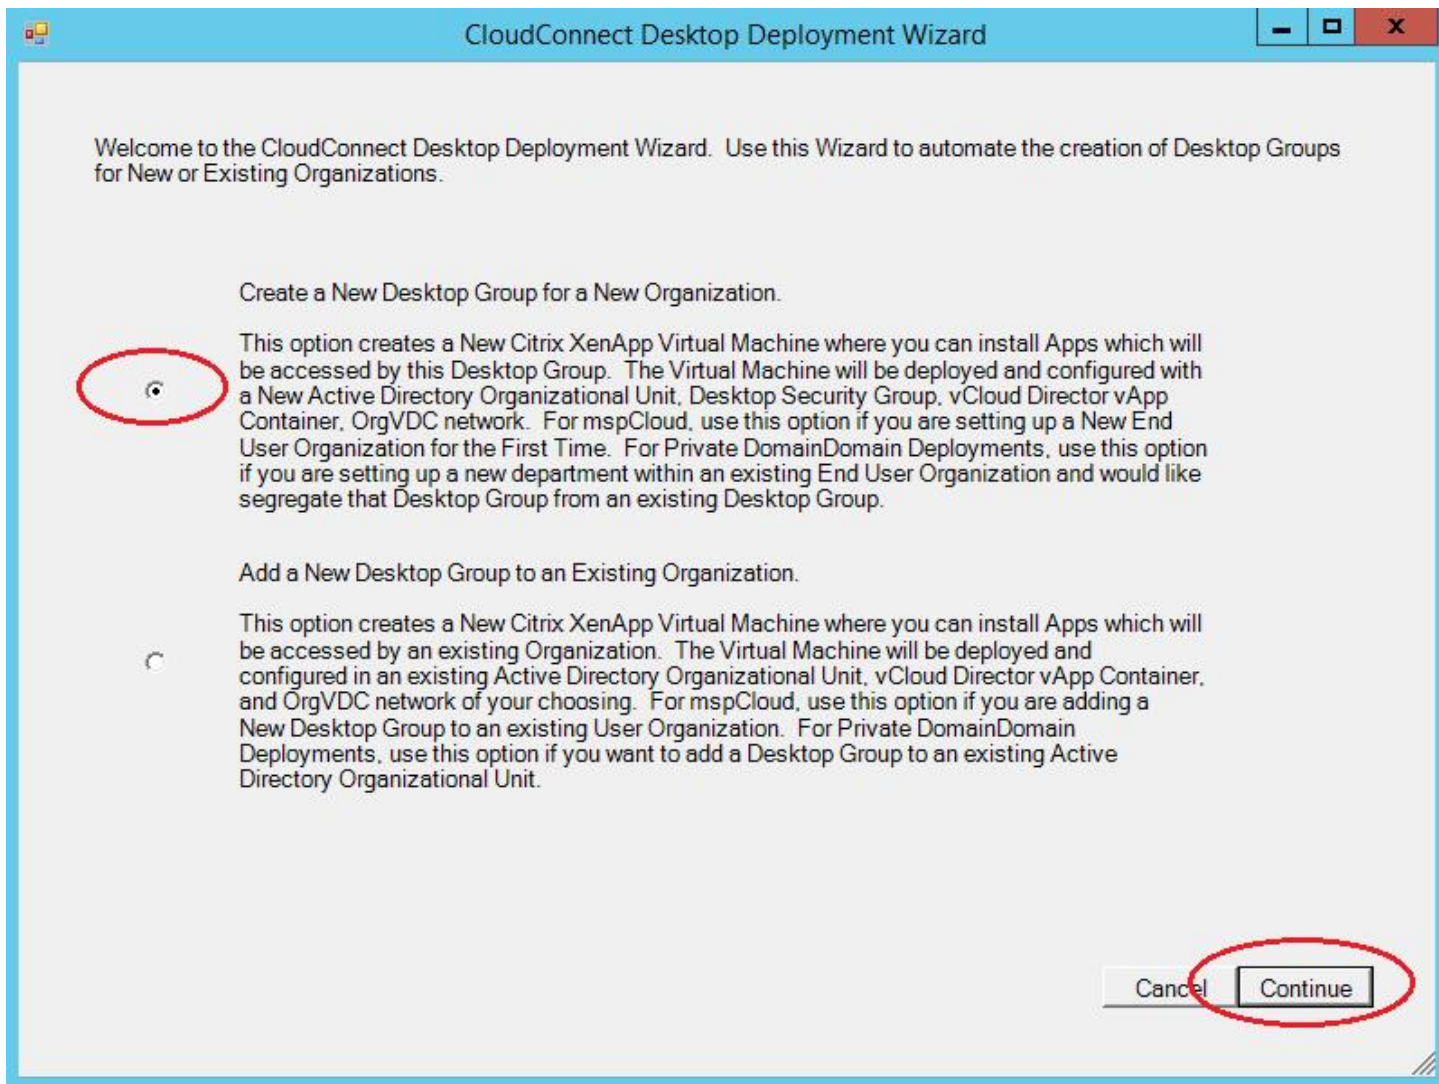 CloudConnect Desktop Deployment Wizard
Welcome to the CloudConnect Desktop Deployment Wizard.  Use this Wizard to automate the creation of Desktop Groups
for New or Existing Organizations.
Create a New Desktop Group for a New Organization.
This option creates a New Citrix XenApp Virtual Machine where you can install Apps which will
be accessed by this Desktop Group.  The Virtual Machine will be deployed and configured with
a New Active Directory Organizational Unit, Desktop Security Group, vCloud Director vApp
Container, OrgVDC network.  For mspCloud, use this option if you are setting up a New End
User Organization for the First Time.  For Private DomainDomain Deployments, use this option
if you are setting up a new department within an existing End User Organization and would like
segregate that Desktop Group from an existing Desktop Group.
Add a New Desktop Group to an Existing Organization.
This option creates a New Citrix XenApp Virtual Machine where you can install Apps which will
be accessed by an existing Organization.  The Virtual Machine will be deployed and
configured in an existing Active Directory Organizational Unit, vCloud Director vApp Container,
and OrgVDC network of your choosing.  For mspCloud, use this option if you are adding a
New Desktop Group to an existing User Organization.  For Private DomainDomain
Deployments, use this option if you want to add a Desktop Group to an existing Active
Directory Organizational Unit.
Cancel Continue